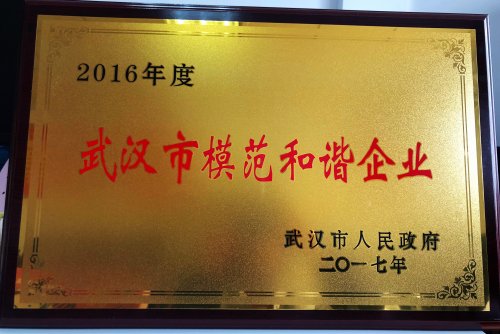 2016年度
武汉市模范和谐企业
武汉市人民政府
二〇一七年